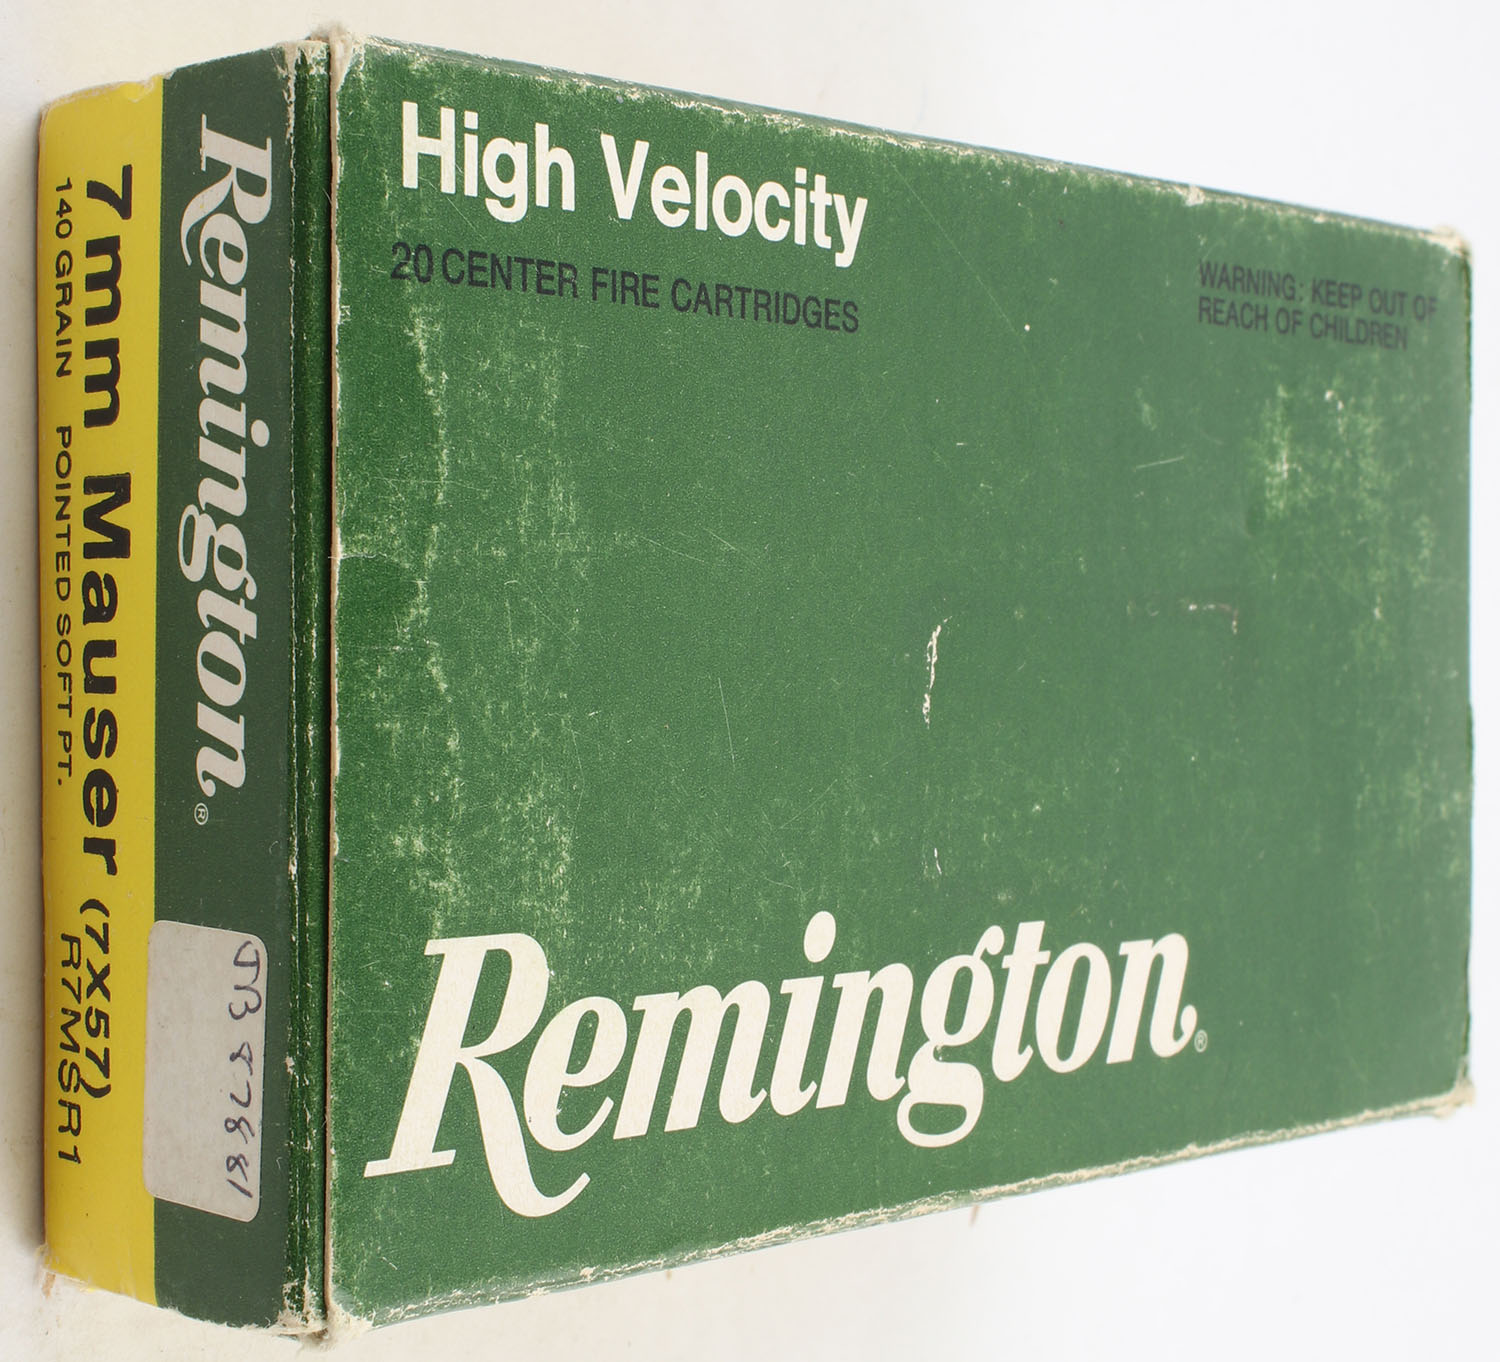 High Velocity
20 CENTER FIRE CARTRIDGES
WARNING: KEEP OUT OF
REACH OF CHILDREN
Remington®
Remington®
7mm Mauser (7X57)
140 GRAIN POINTED SOFT PT. R7MSR1